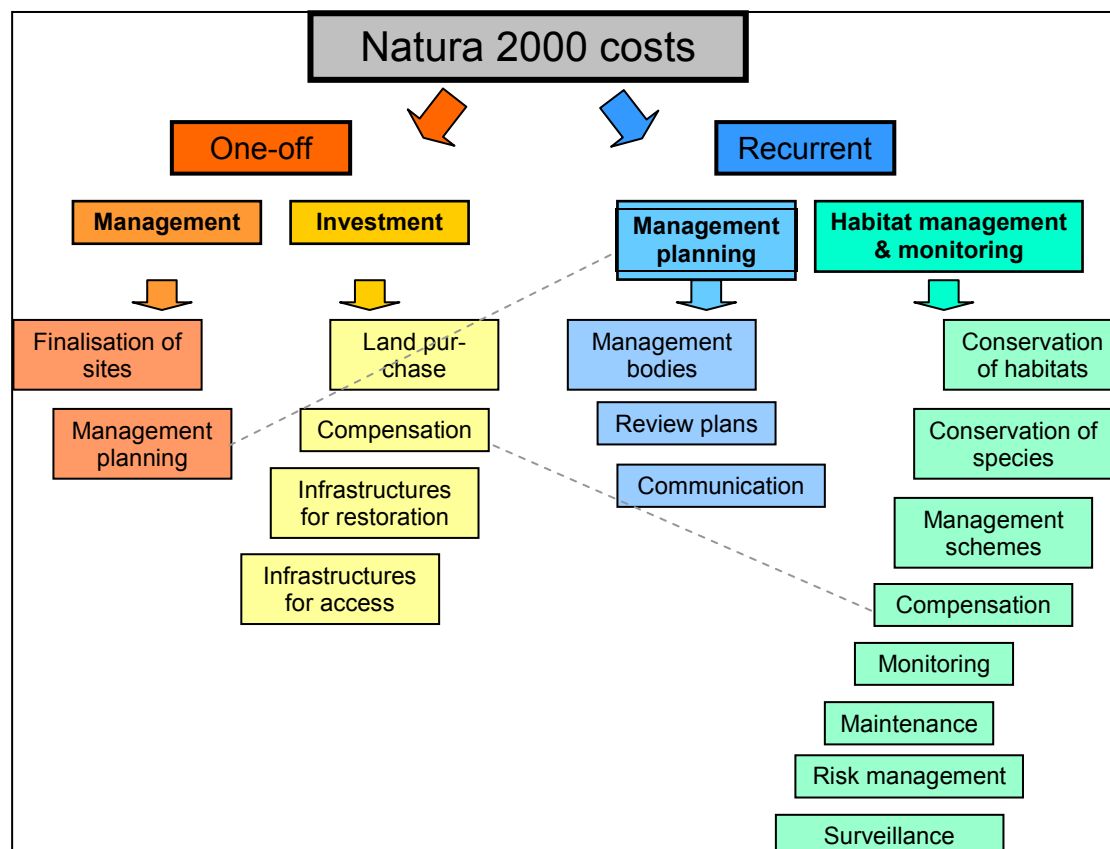 Natura 2000 costs
One-off
Recurrent
Management
Investment
Management
planning
Habitat management
& monitoring
Finalisation of
sites
Management
planning
Land pur-
chase
Compensation
Infrastructures
for restoration
Infrastructures
for access
Management
bodies
Review plans
Communication
Conservation
of habitats
Conservation of
species
Management
schemes
Compensation
Monitoring
Maintenance
Risk management
Surveillance